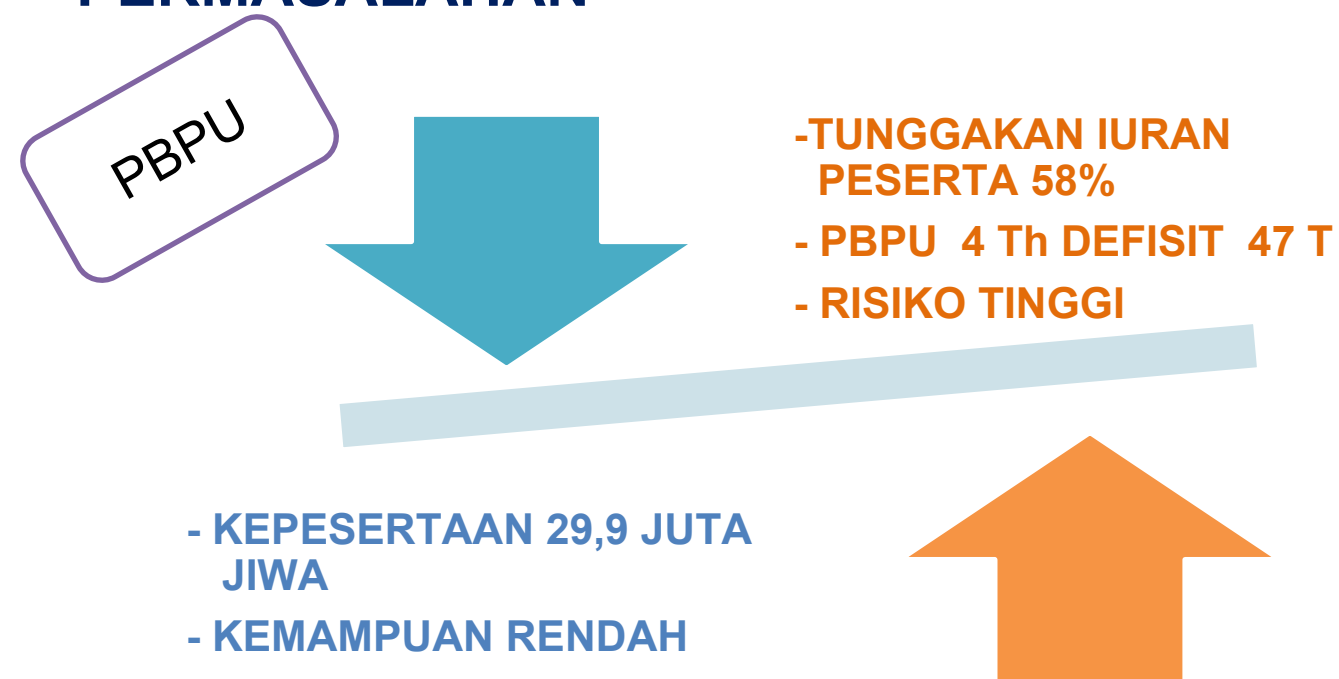 PERMASALAHAN
PBPU
-TUNGGAKAN IURAN
PESERTA 58%
- PBPU 4 Th DEFISIT 47 T
- RISIKO TINGGI
- KEPESERTAAN 29,9 JUTA
JIWA
- KEMAMPUAN RENDAH